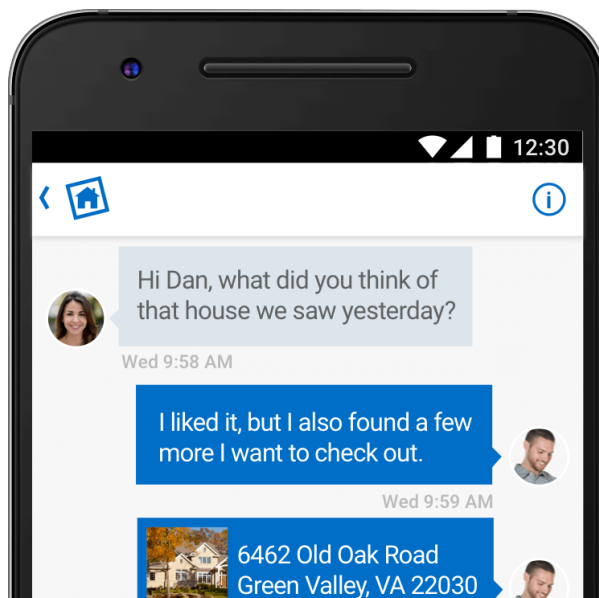 12:30
Hi Dan, what did you think of
that house we saw yesterday?
Wed 9:58 AM
I liked it, but I also found a few
more I want to check out.
Wed 9:59 AM
6462 Old Oak Road
Green Valley, VA 22030